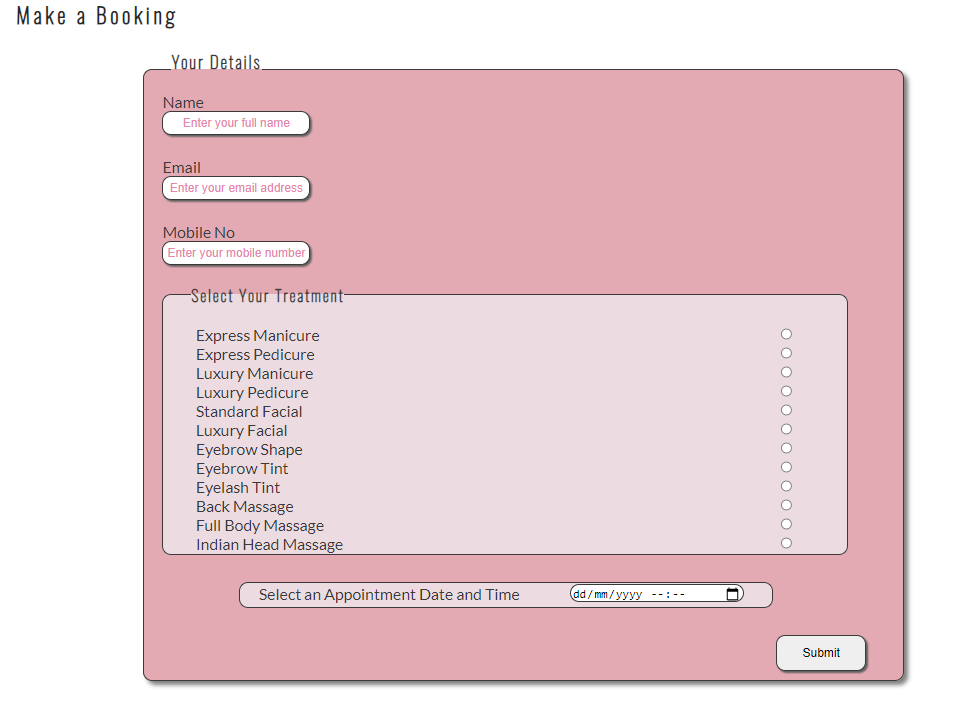 Make a Booking
Your Details
Name
Enter your full name
Email
Enter your email address
Mobile No
Enter your mobile number
Select Your Treatment
Express Manicure
Express Pedicure
Luxury Manicure
Luxury Pedicure
Standard Facial
Luxury Facial
Eyebrow Shape
Eyebrow Tint
Eyelash Tint
Back Massage
Full Body Massage
Indian Head Massage
Select an Appointment Date and Time dd/mm/yyyy --:--
Submit